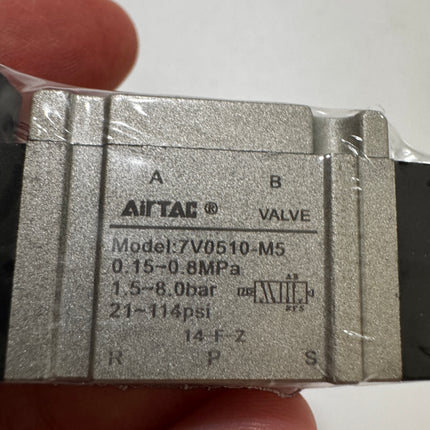 A B
AirTAC ® VALVE
Model:7V0510-M5
0.15~0.8MPa
1.5~8.0bar
21~114psi
14 F-Z
R P S